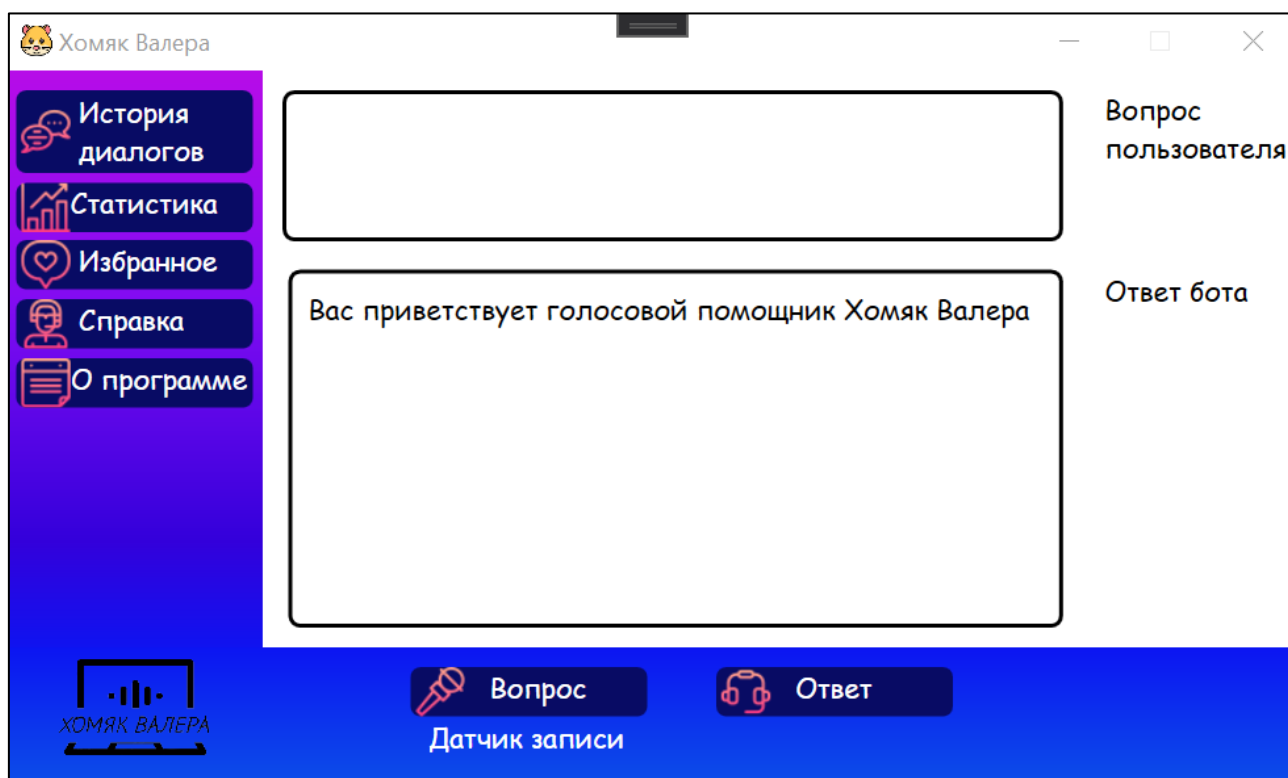 Хомяк Валера
История
диалогов
Статистика
Избранное
Справка
О программе
Вопрос
пользователя
Вас приветствует голосовой помощник Хомяк Валера
Ответ бота
ХОМЯК ВАЛЕРА
Вопрос
Ответ
Датчик записи